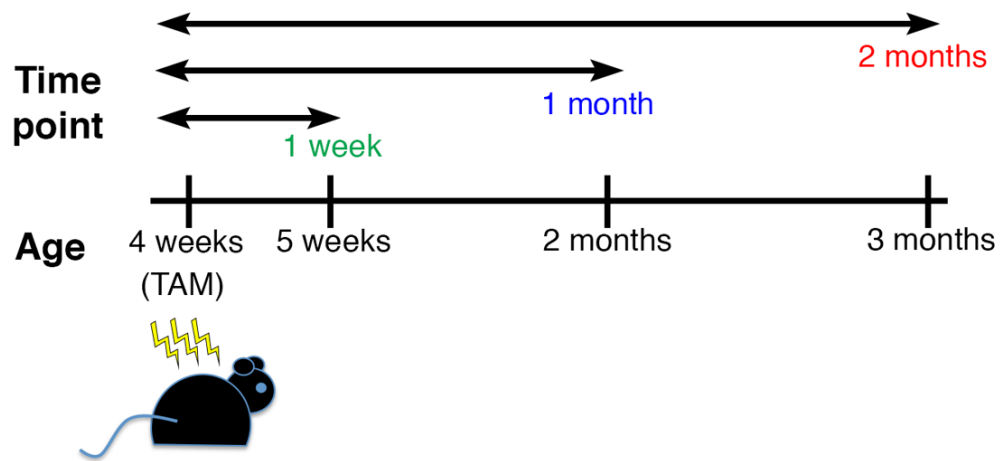 2 months
Time
point
1 month
1 week
Age
4 weeks
5 weeks
2 months
3 months
(TAM)